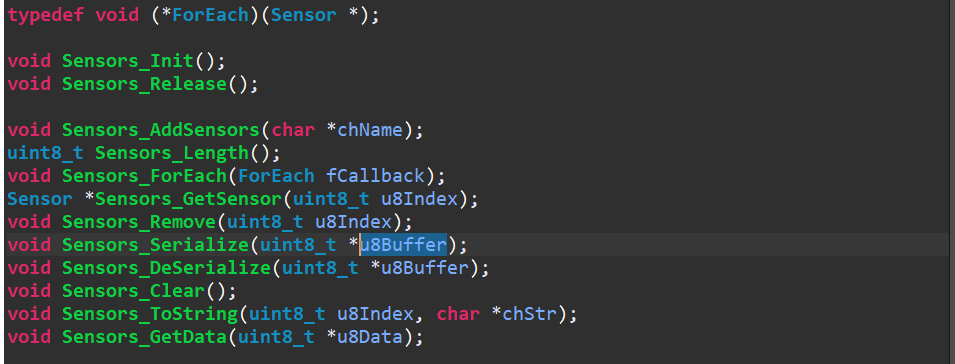 typedef void (*ForEach)(Sensor *);
void Sensors_Init();
void Sensors_Release();
void Sensors_AddSensors(char *chName);
uint8_t Sensors_Length();
void Sensors_ForEach(ForEach fCallback);
Sensor *Sensors_GetSensor(uint8_t u8Index);
void Sensors_Remove(uint8_t u8Index);
void Sensors_Serialize(uint8_t *u8Buffer);
void Sensors_DeSerialize(uint8_t *u8Buffer);
void Sensors_Clear();
void Sensors_ToString(uint8_t u8Index, char *chStr);
void Sensors_GetData(uint8_t *u8Data);